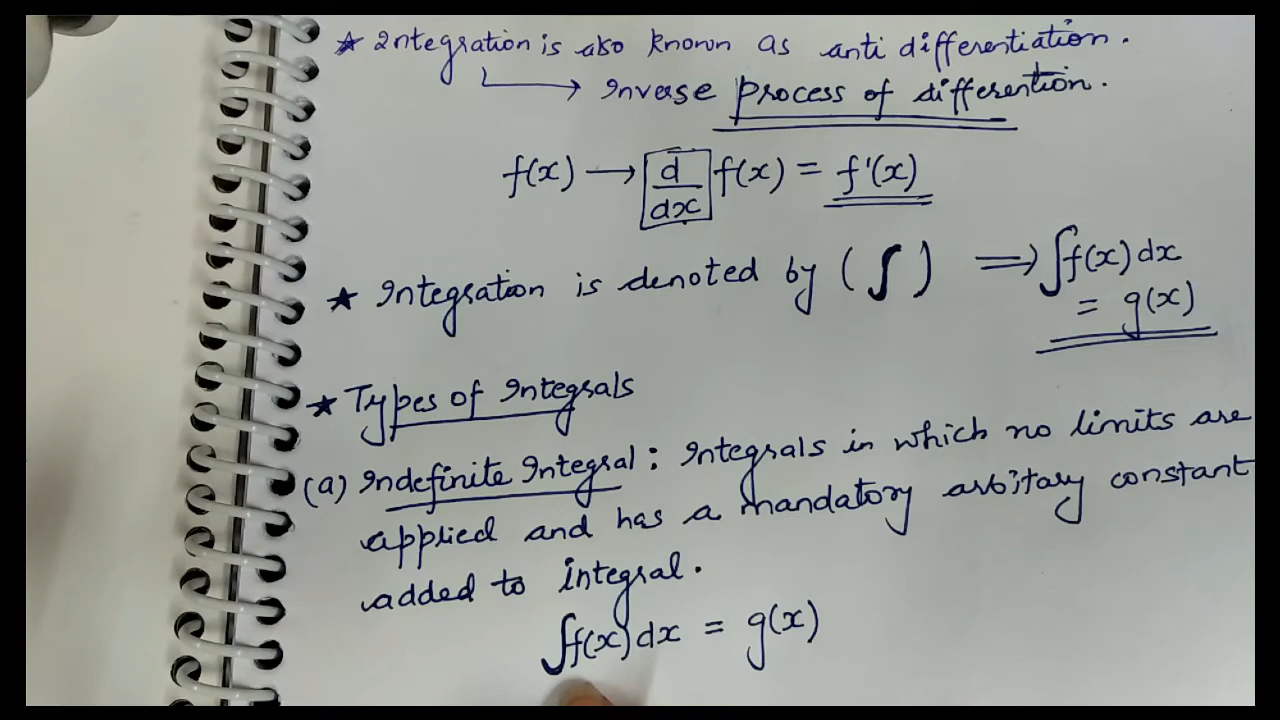 ★ Integration is also known as anti differentiation.
→ Inverse process of differention.
f(x) → d/dx f(x) = f'(x)
★ Integration is denoted by (∫) ⟹ ∫f(x)dx
= g(x)
★ Types of Integrals
(a) Indefinite Integral : Integrals in which no limits are
applied and has a mandatory arbitary constant
added to integral.
∫f(x)dx = g(x)